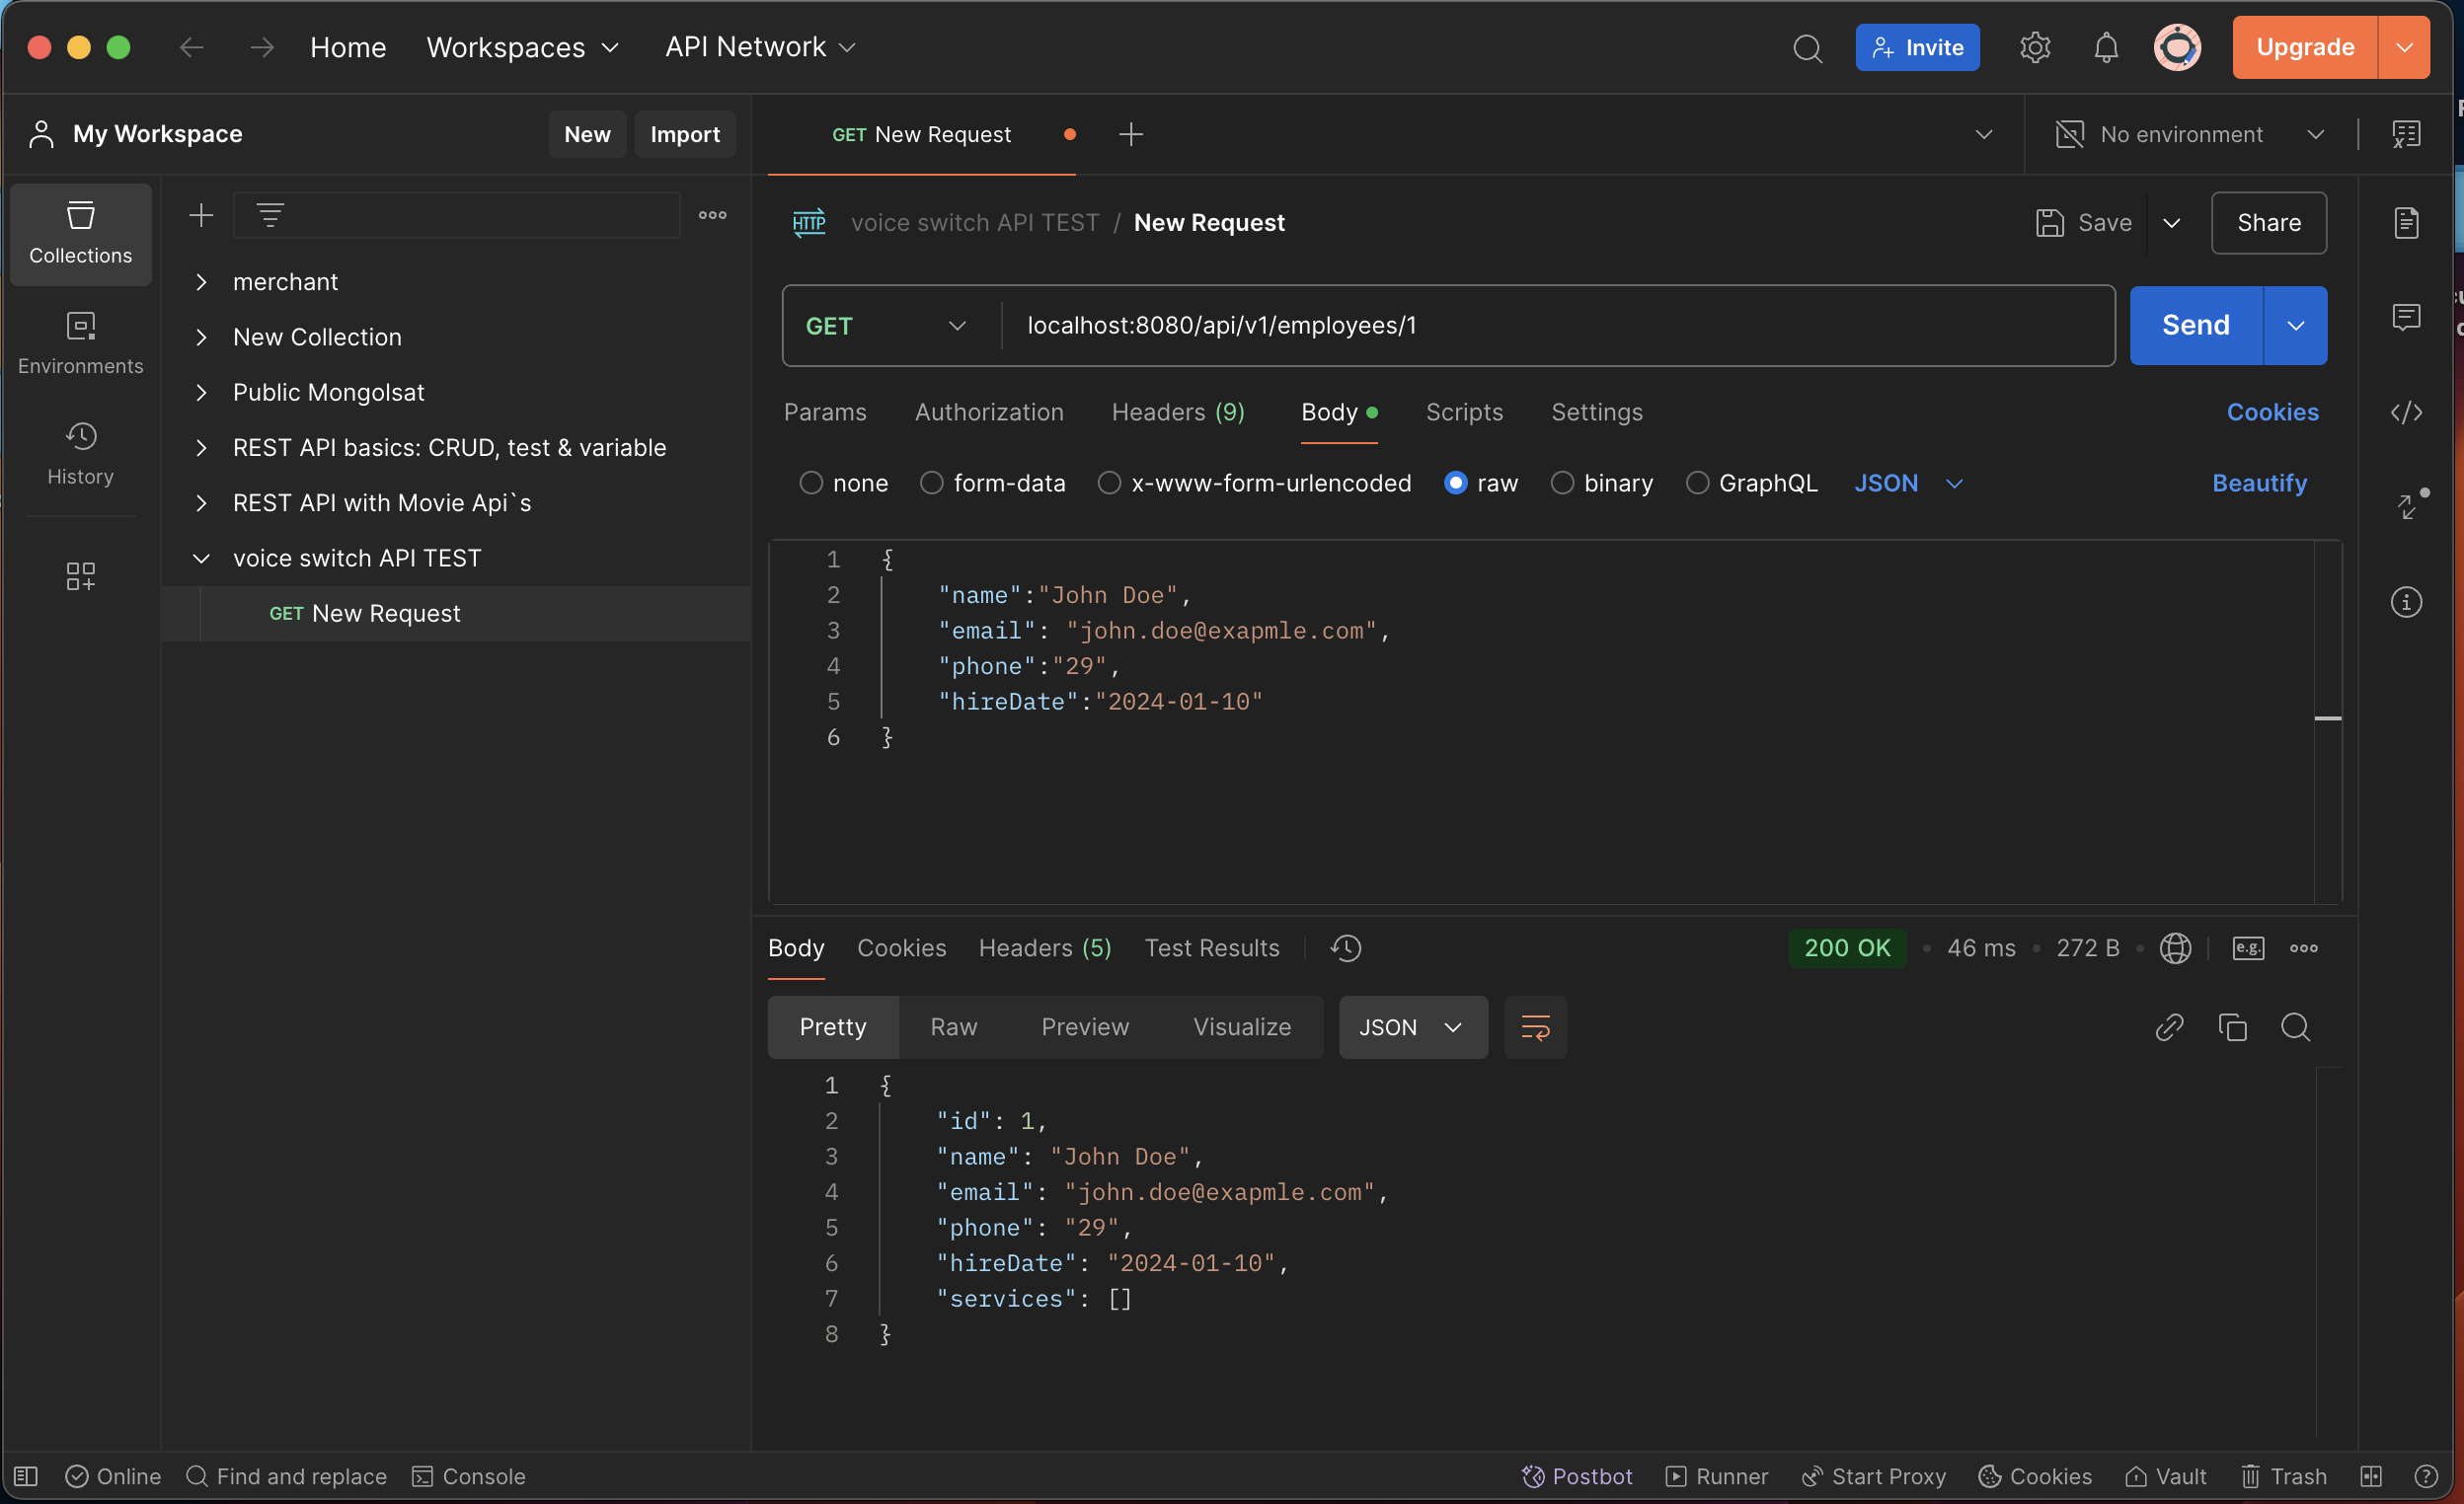 Home Workspaces API Network Invite Upgrade
My Workspace New Import GET New Request No environment
Collections
Environments
History
merchant
New Collection
Public Mongolsat
REST API basics: CRUD, test & variable
REST API with Movie Api`s
voice switch API TEST
GET New Request
HTTP voice switch API TEST / New Request Save Share
GET localhost:8080/api/v1/employees/1 Send
Params Authorization Headers (9) Body Scripts Settings Cookies
none form-data x-www-form-urlencoded raw binary GraphQL JSON Beautify
1 {
2 "name":"John Doe",
3 "email": "john.doe@exapmle.com",
4 "phone":"29",
5 "hireDate":"2024-01-10"
6 }
Body Cookies Headers (5) Test Results 200 OK 46 ms 272 B e.g.
Pretty Raw Preview Visualize JSON
1 {
2 "id": 1,
3 "name": "John Doe",
4 "email": "john.doe@exapmle.com",
5 "phone": "29",
6 "hireDate": "2024-01-10",
7 "services": []
8 }
Online Find and replace Console Postbot Runner Start Proxy Cookies Vault Trash